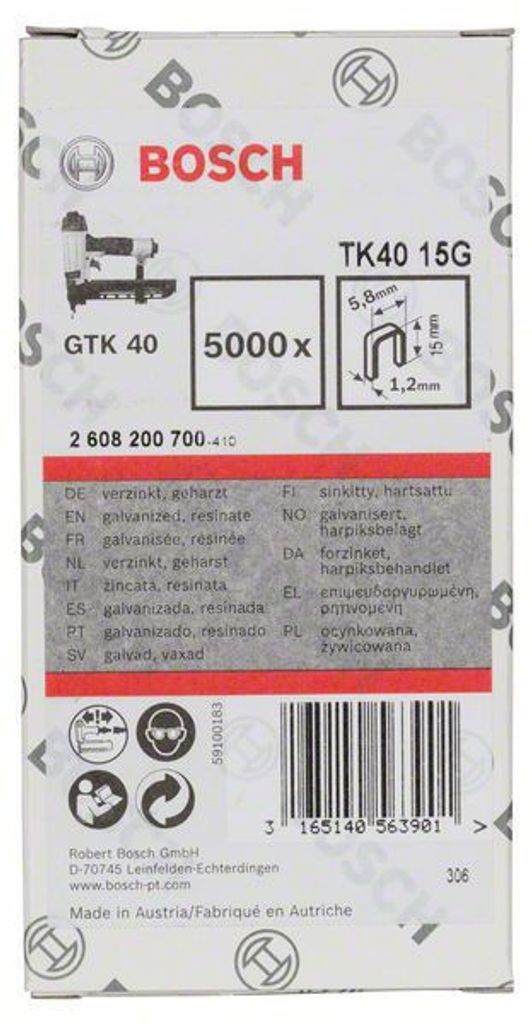 BOSCH
TK40 15G
GTK 40
5000 x
5,8mm
15 mm
1,2mm
2 608 200 700-410
DE verzinkt, geharzt
EN galvanized, resinate
FR galvanisée, résinée
NL verzinkt, geharst
IT zincata, resinata
ES galvanizada, resinada
PT galvanizado, resinado
SV galvad, vaxad
FI sinkitty, hartsattu
NO galvanisert,
harpiksbelagt
DA forzinket,
harpiksbehandlet
EL επιψευδαργυρωμένη,
ρητινομένη
PL ocynkowana,
żywicowana
59100183
3 165140 563901 >
Robert Bosch GmbH
D-70745 Leinfelden-Echterdingen
www.bosch-pt.com
306
Made in Austria/Fabriqué en Autriche